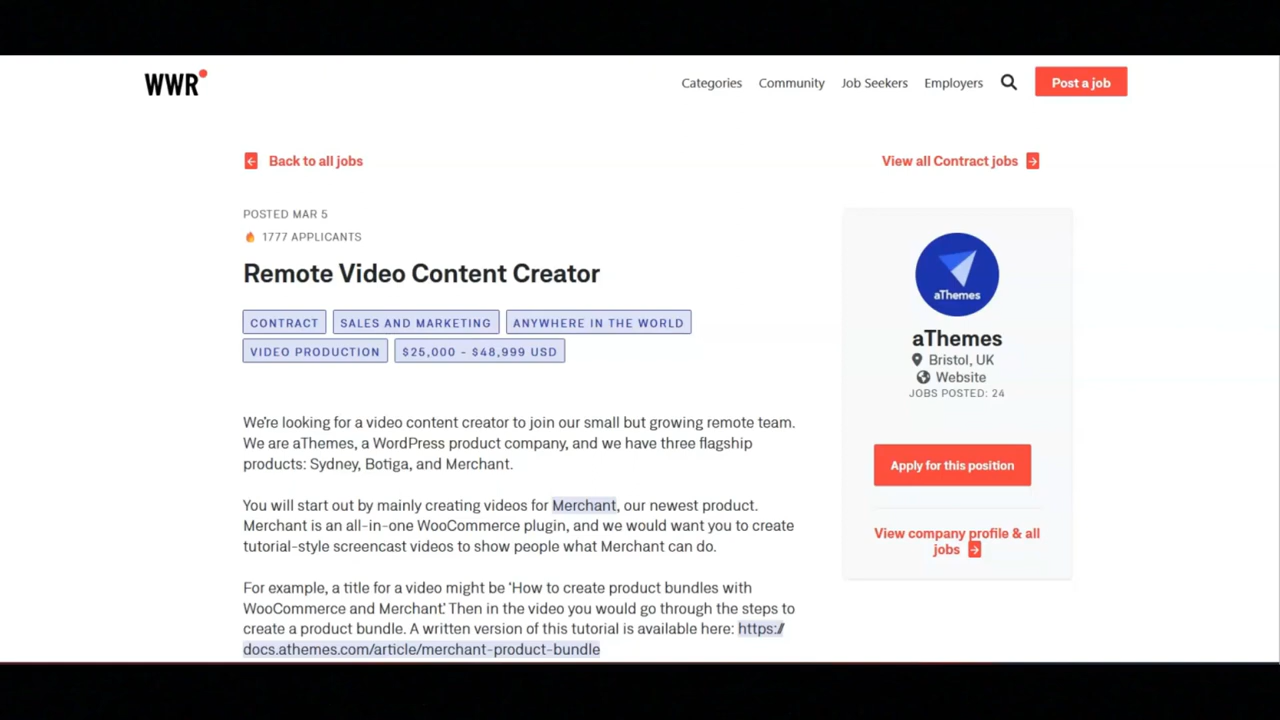 WWR
Categories
Community
Job Seekers
Employers
Post a job
Back to all jobs
View all Contract jobs
POSTED MAR 5
1777 APPLICANTS
Remote Video Content Creator
CONTRACT
SALES AND MARKETING
ANYWHERE IN THE WORLD
VIDEO PRODUCTION
$25,000 - $48,999 USD
We're looking for a video content creator to join our small but growing remote team.
We are aThemes, a WordPress product company, and we have three flagship
products: Sydney, Botiga, and Merchant.
You will start out by mainly creating videos for Merchant, our newest product.
Merchant is an all-in-one WooCommerce plugin, and we would want you to create
tutorial-style screencast videos to show people what Merchant can do.
For example, a title for a video might be ‘How to create product bundles with
WooCommerce and Merchant.’ Then in the video you would go through the steps to
create a product bundle. A written version of this tutorial is available here: https://
docs.athemes.com/article/merchant-product-bundle
aThemes
aThemes
Bristol, UK
Website
JOBS POSTED: 24
Apply for this position
View company profile & all
jobs